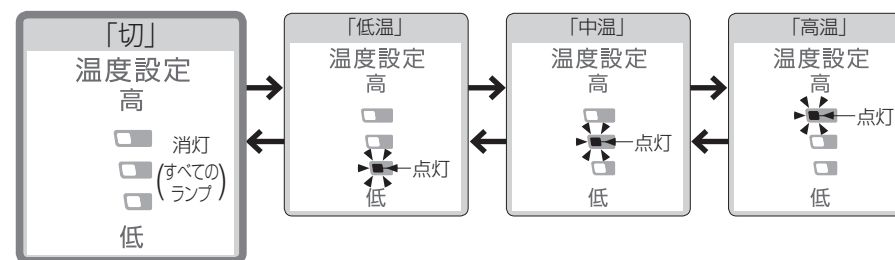 「切」
温度設定
高
消灯
(すべての
ランプ)
低
「低温」
温度設定
高
点灯
低
「中温」
温度設定
高
点灯
低
「高温」
温度設定
高
点灯
低